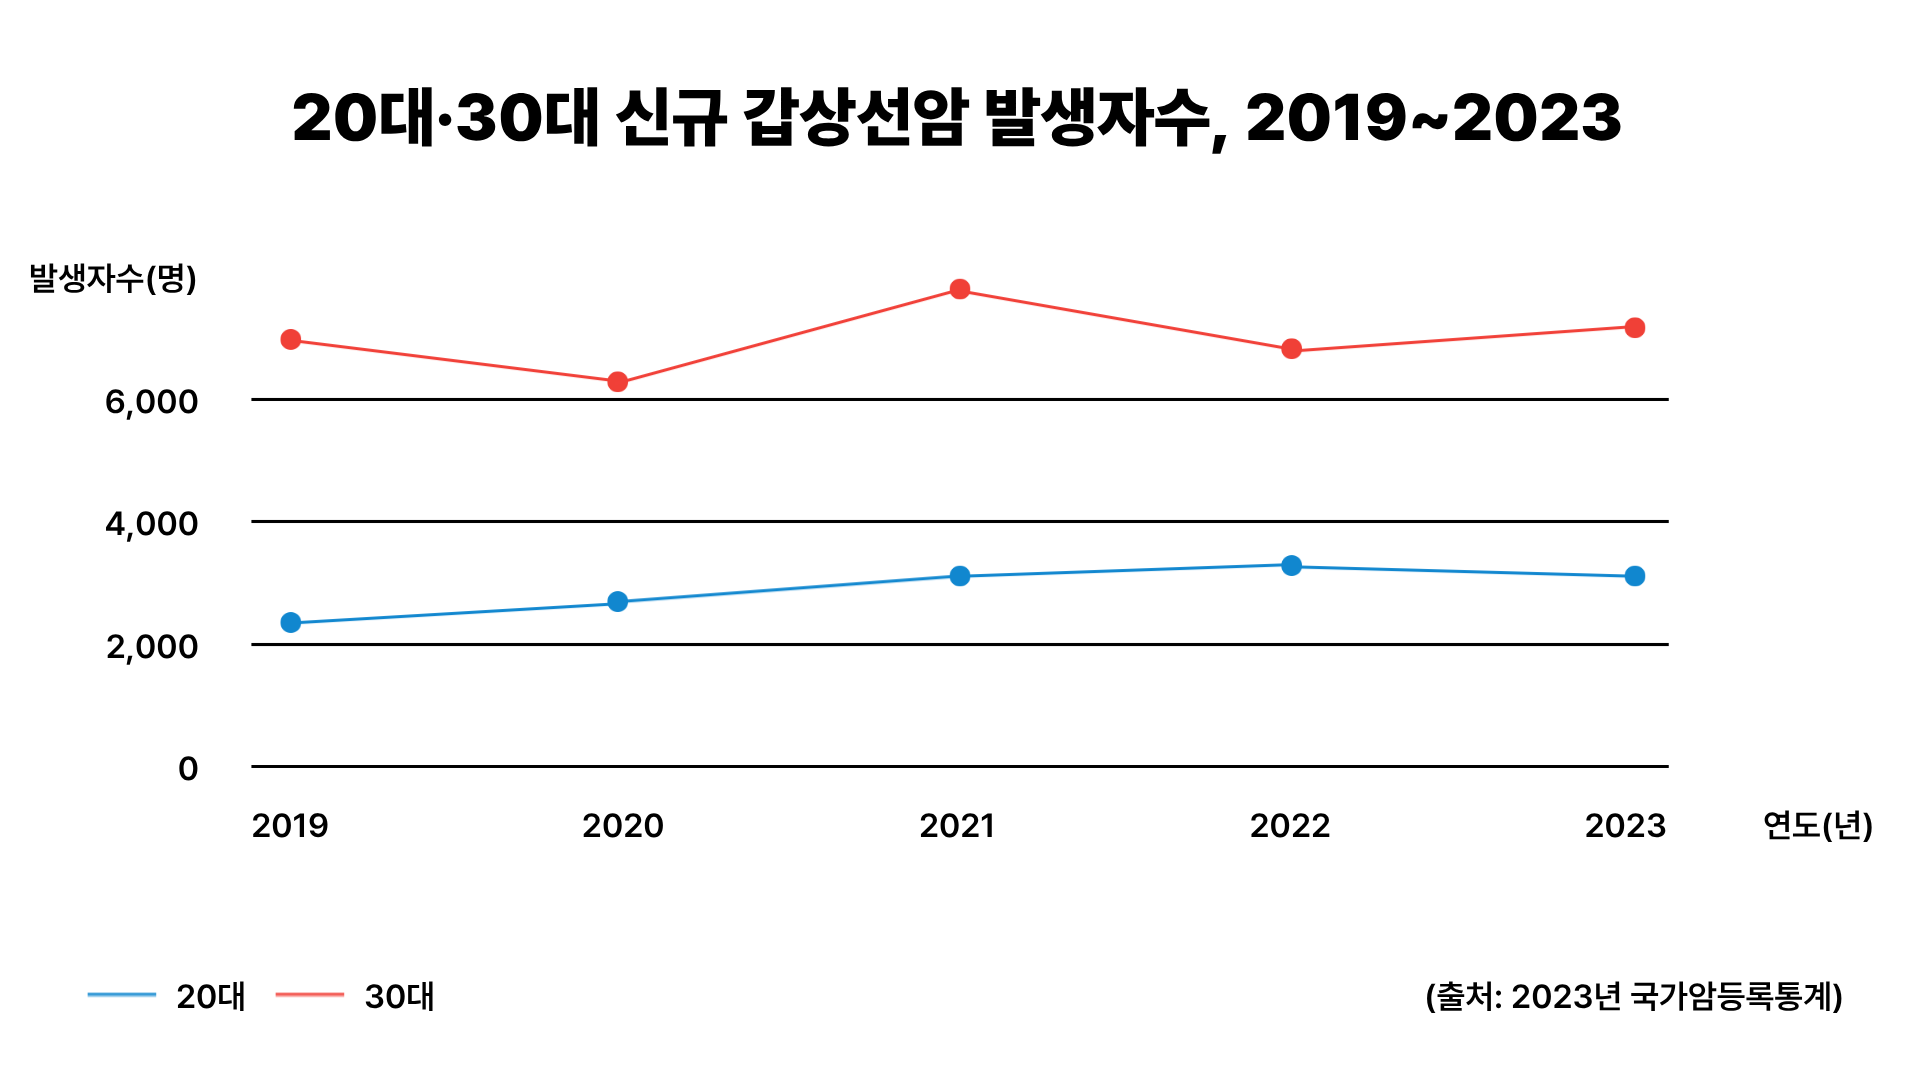 20대·30대 신규 갑상선암 발생자수, 2019~2023
발생자수(명)
6,000
4,000
2,000
0
2019 2020 2021 2022 2023 연도(년)
20대 30대 (출처: 2023년 국가암등록통계)